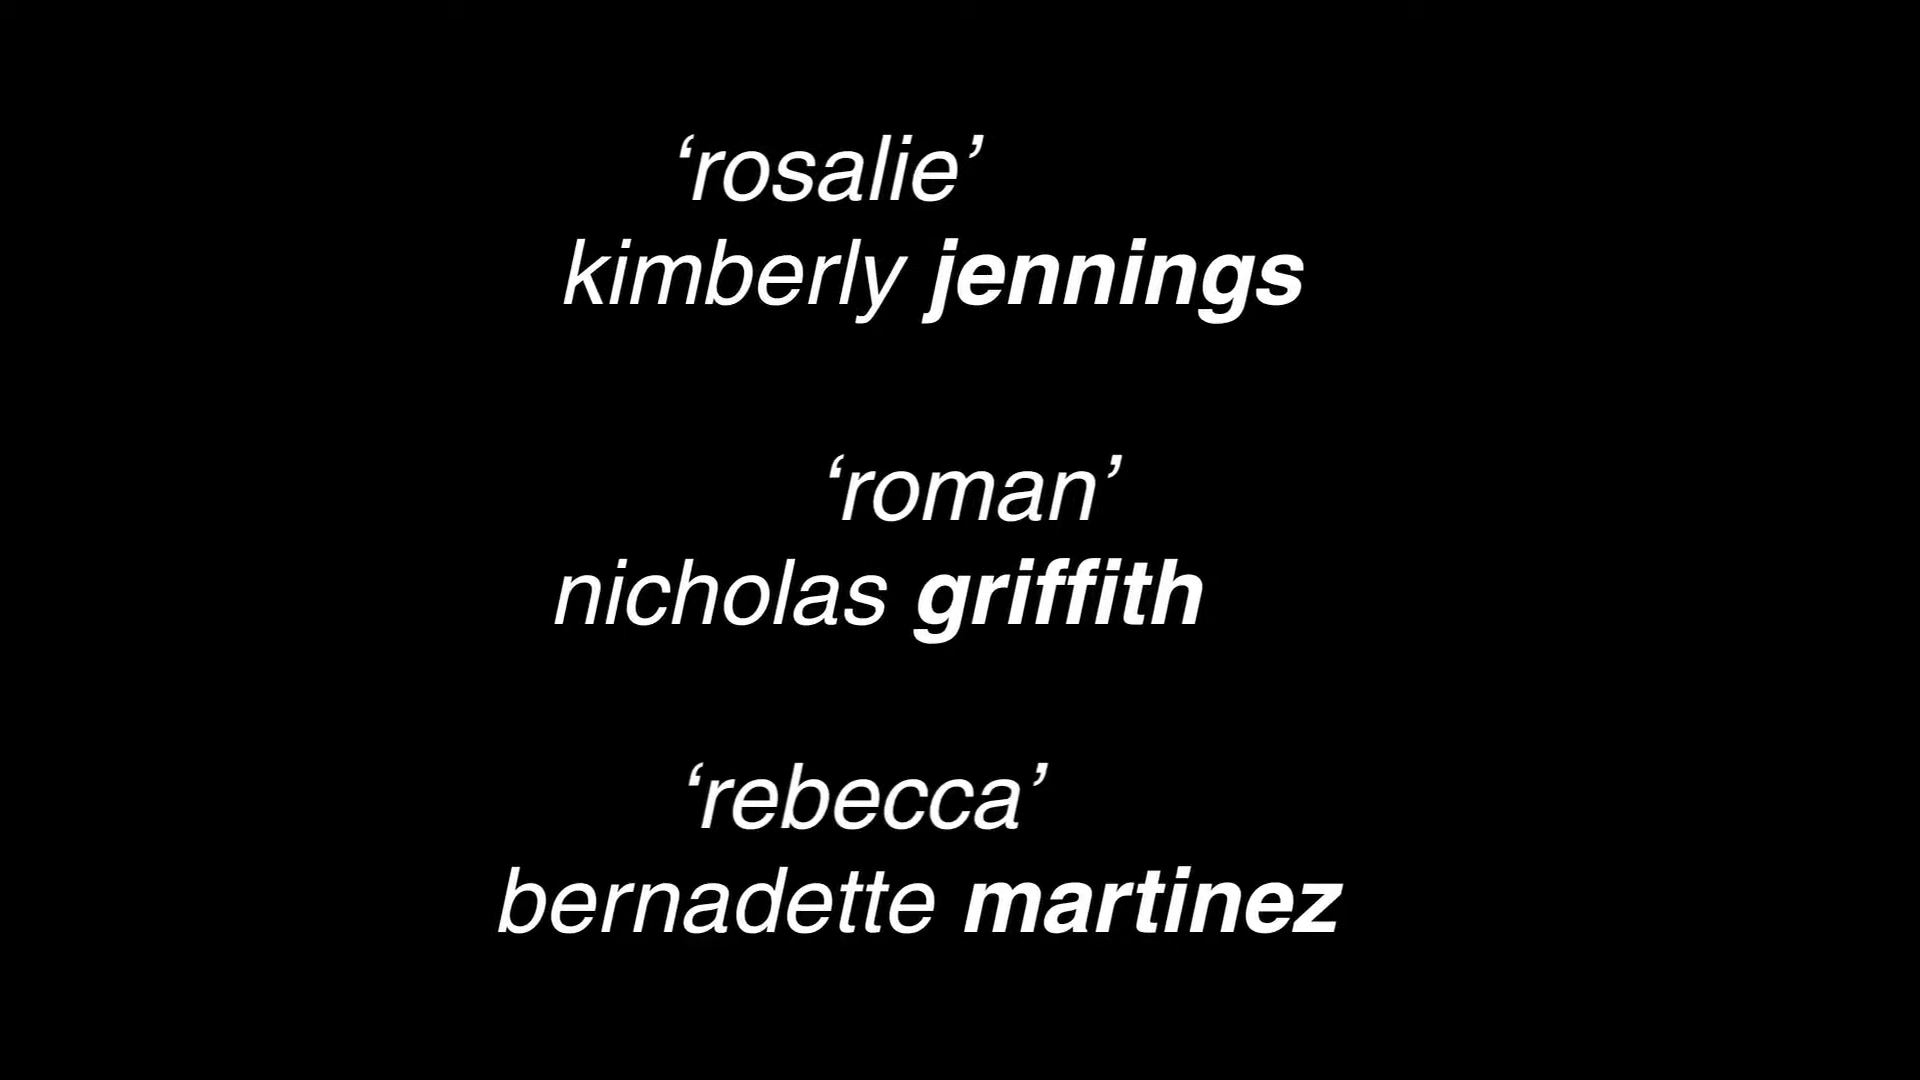 ‘rosalie’
kimberly jennings
‘roman’
nicholas griffith
‘rebecca’
bernadette martinez